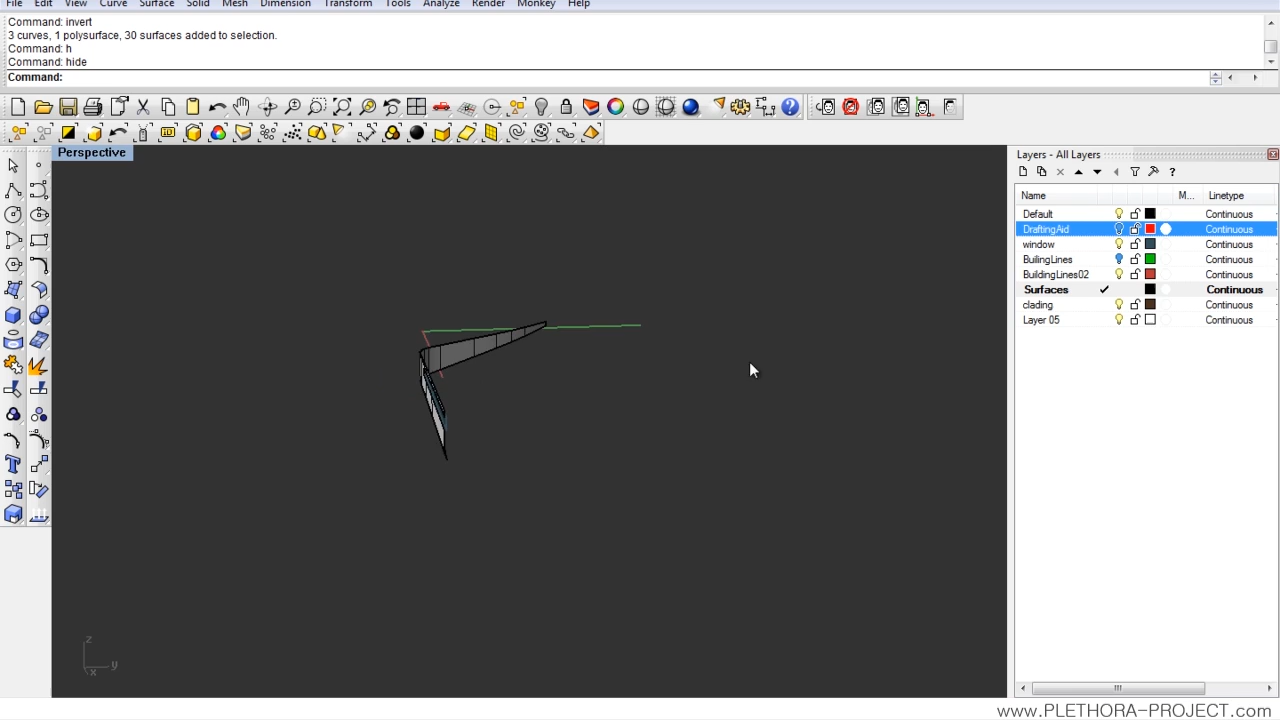 File Edit View Curve Surface Solid Mesh Dimension Transform Tools Analyze Render Monkey Help
Command: invert
3 curves, 1 polysurface, 30 surfaces added to selection.
Command: h
Command: hide
Command:
Perspective
Layers - All Layers
Name M... Linetype
Default Continuous
DraftingAid Continuous
window Continuous
BuilingLines Continuous
BuildingLines02 Continuous
Surfaces Continuous
clading Continuous
Layer 05 Continuous
z
y
x
www.PLETHORA-PROJECT.com